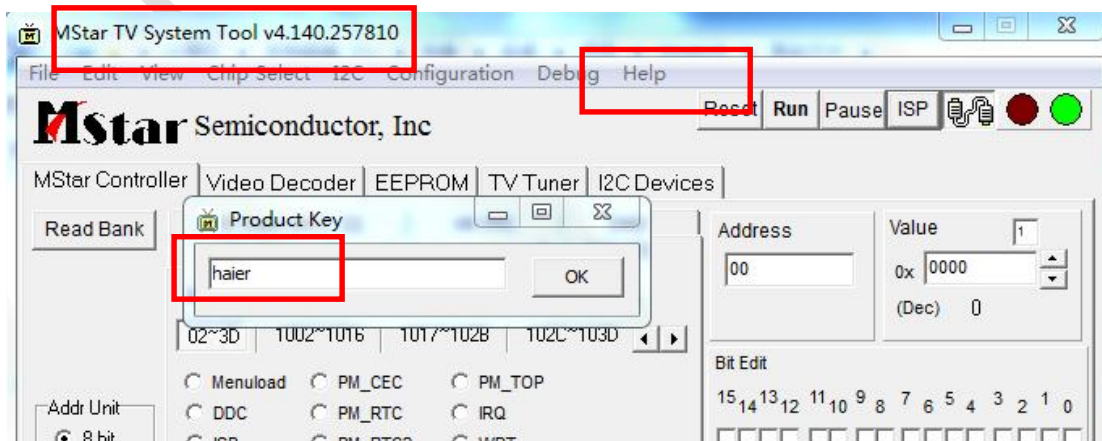 MStar TV System Tool v4.140.257810
File Edit View Chip Select I2C Configuration Debug Help
MStar Semiconductor, Inc
Reset Run Pause ISP
MStar Controller Video Decoder EEPROM TV Tuner I2C Devices
Product Key
Read Bank
Address
Value
1
haier
OK
00
0x 0000
(Dec) 0
02~3D 1002~1016 1017~102B 102C~103D
Bit Edit
Menuload PM_CEC PM_TOP
15 14 13 12 11 10 9 8 7 6 5 4 3 2 1 0
Addr Unit
DDC PM_RTC IRQ
8 bit